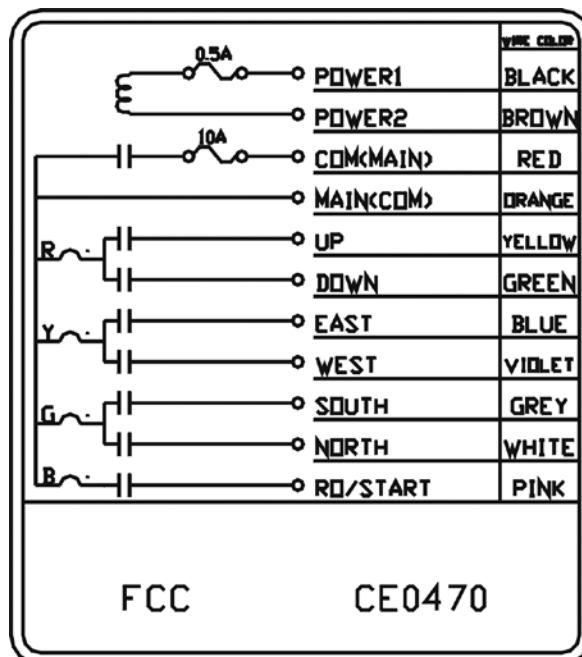 WIRE COLOR
0.5A POWER1 BLACK
POWER2 BROWN
10A COM(MAIN) RED
MAIN(COM) ORANGE
UP YELLOW
R DOWN GREEN
EAST BLUE
Y WEST VIOLET
SOUTH GREY
G NORTH WHITE
B RO/START PINK
FCC CE0470